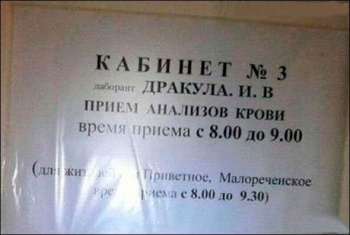 КАБИНЕТ № 3
лаборант ДРАКУЛА. И. В
ПРИЕМ АНАЛИЗОВ КРОВИ
время приема с 8.00 до 9.00
(для Приветное, Малореченское
приема с 8.00 до 9.30)